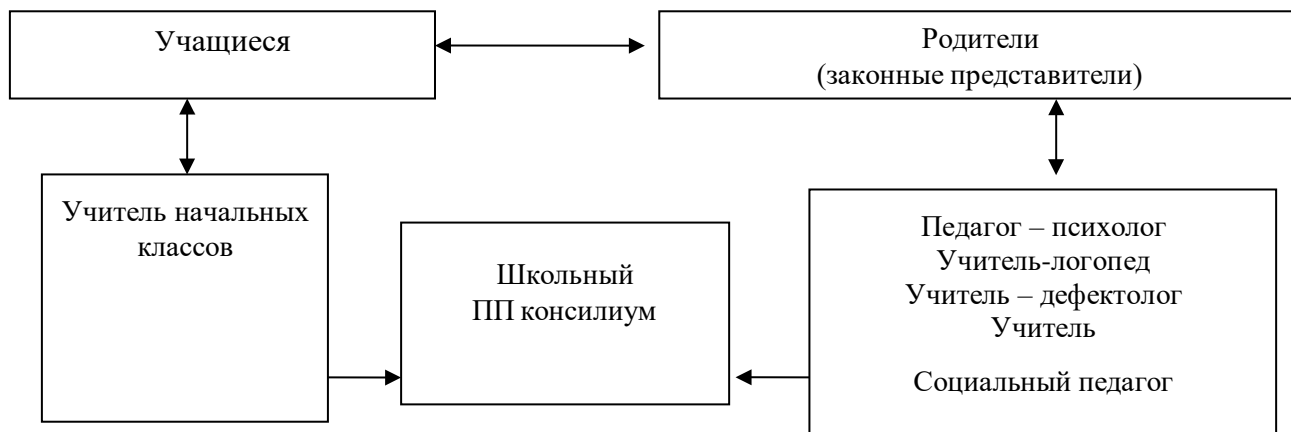 Учащиеся
Родители
(законные представители)
Учитель начальных
классов
Школьный
ПП консилиум
Педагог – психолог
Учитель-логопед
Учитель – дефектолог
Учитель
Социальный педагог